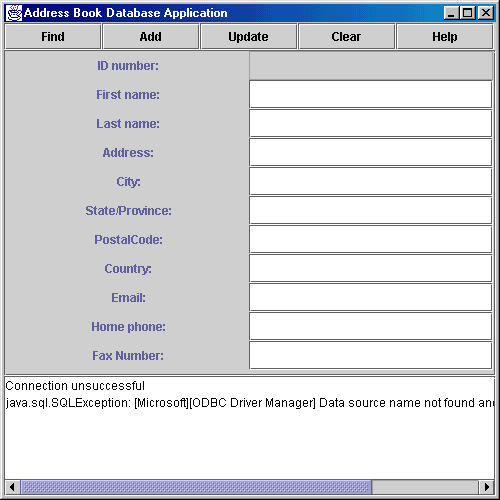 Address Book Database Application
Find Add Update Clear Help
ID number:
First name:
Last name:
Address:
City:
State/Province:
PostalCode:
Country:
Email:
Home phone:
Fax Number:
Connection unsuccessful
java.sql.SQLException: [Microsoft][ODBC Driver Manager] Data source name not found and